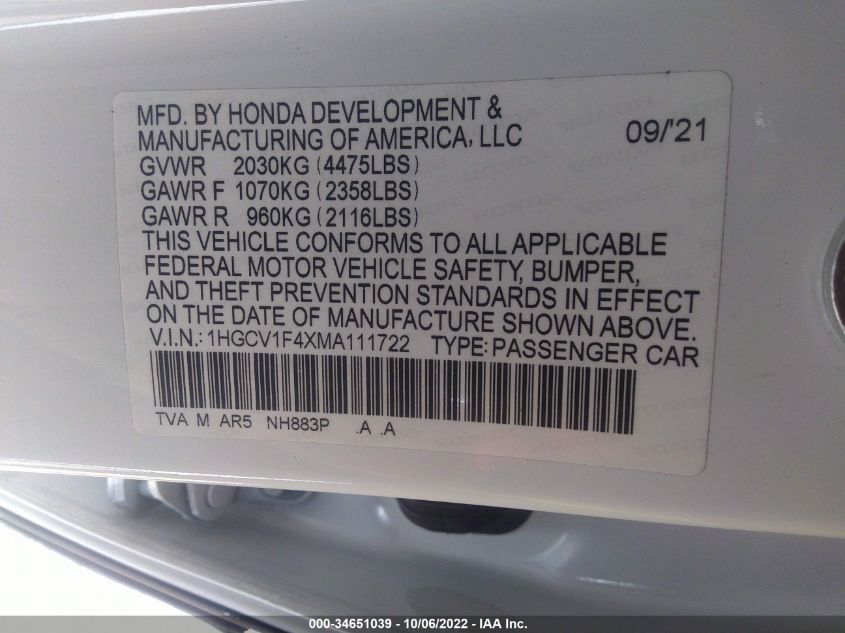 MFD. BY HONDA DEVELOPMENT &
MANUFACTURING OF AMERICA, LLC 09/'21
GVWR 2030KG (4475LBS)
GAWR F 1070KG (2358LBS)
GAWR R 960KG (2116LBS)
THIS VEHICLE CONFORMS TO ALL APPLICABLE
FEDERAL MOTOR VEHICLE SAFETY, BUMPER,
AND THEFT PREVENTION STANDARDS IN EFFECT
ON THE DATE OF MANUFACTURE SHOWN ABOVE.
V.I.N.: 1HGCV1F4XMA111722 TYPE: PASSENGER CAR
TVA M AR5 NH883P .A .A
000-34651039 - 10/06/2022 - IAA Inc.